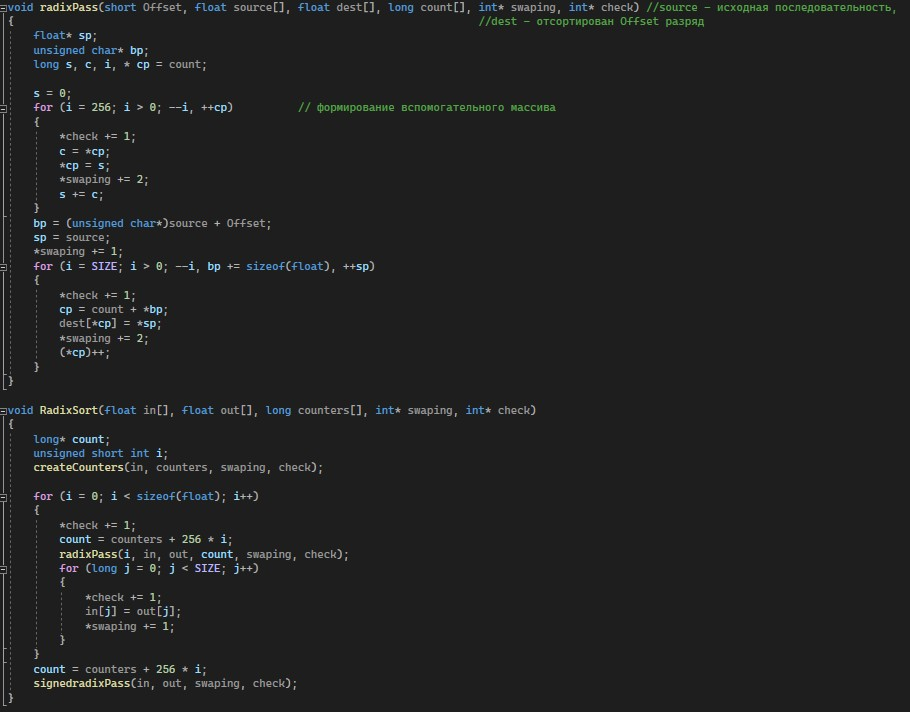 void radixPass(short Offset, float source[], float dest[], long count[], int* swaping, int* check) //source – исходная последовательность,
{ //dest – отсортирован Offset разряд
float* sp;
unsigned char* bp;
long s, c, i, * cp = count;
s = 0;
for (i = 256; i > 0; --i, ++cp) // формирование вспомогательного массива
{
*check += 1;
c = *cp;
*cp = s;
*swaping += 2;
s += c;
}
bp = (unsigned char*)source + Offset;
sp = source;
*swaping += 1;
for (i = SIZE; i > 0; --i, bp += sizeof(float), ++sp)
{
*check += 1;
cp = count + *bp;
dest[*cp] = *sp;
*swaping += 2;
(*cp)++;
}
}
void RadixSort(float in[], float out[], long counters[], int* swaping, int* check)
{
long* count;
unsigned short int i;
createCounters(in, counters, swaping, check);
for (i = 0; i < sizeof(float); i++)
{
*check += 1;
count = counters + 256 * i;
radixPass(i, in, out, count, swaping, check);
for (long j = 0; j < SIZE; j++)
{
*check += 1;
in[j] = out[j];
*swaping += 1;
}
}
count = counters + 256 * i;
signedradixPass(in, out, swaping, check);
}